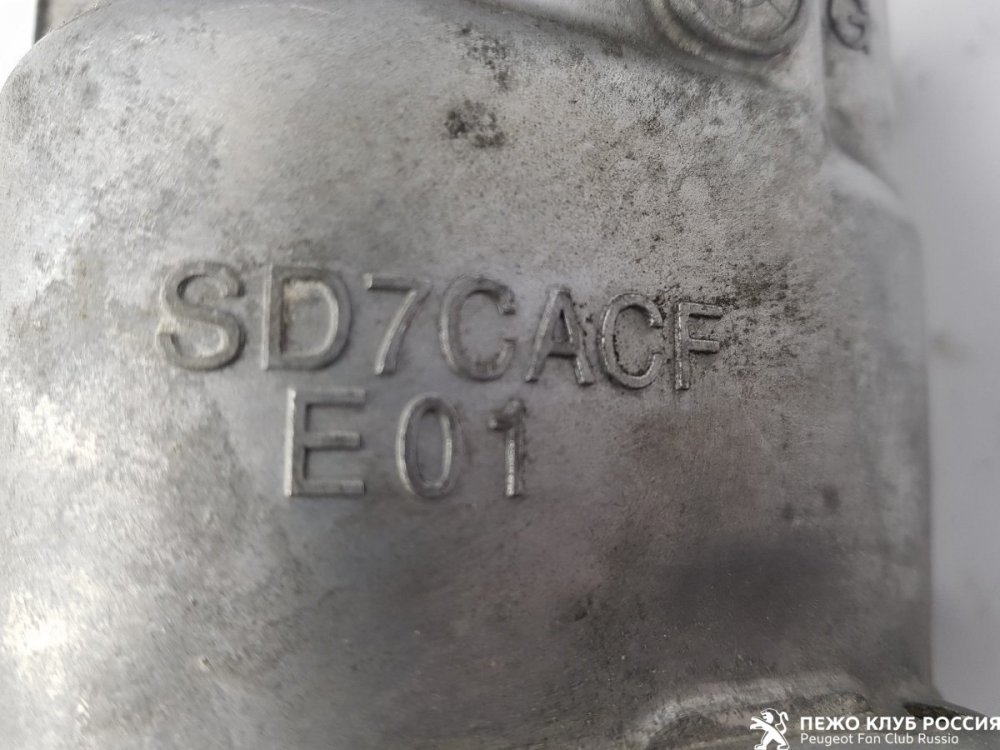 G
SD7CACF
E01
ПЕЖО КЛУБ РОССИЯ
Peugeot Fan Club Russia